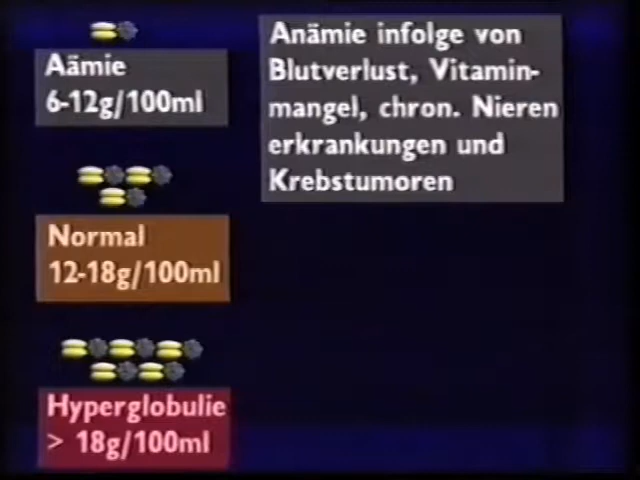 Aämie
6-12g/100ml
Anämie infolge von
Blutverlust, Vitamin-
mangel, chron. Nieren
erkrankungen und
Krebstumoren
Normal
12-18g/100ml
Hyperglobulie
> 18g/100ml